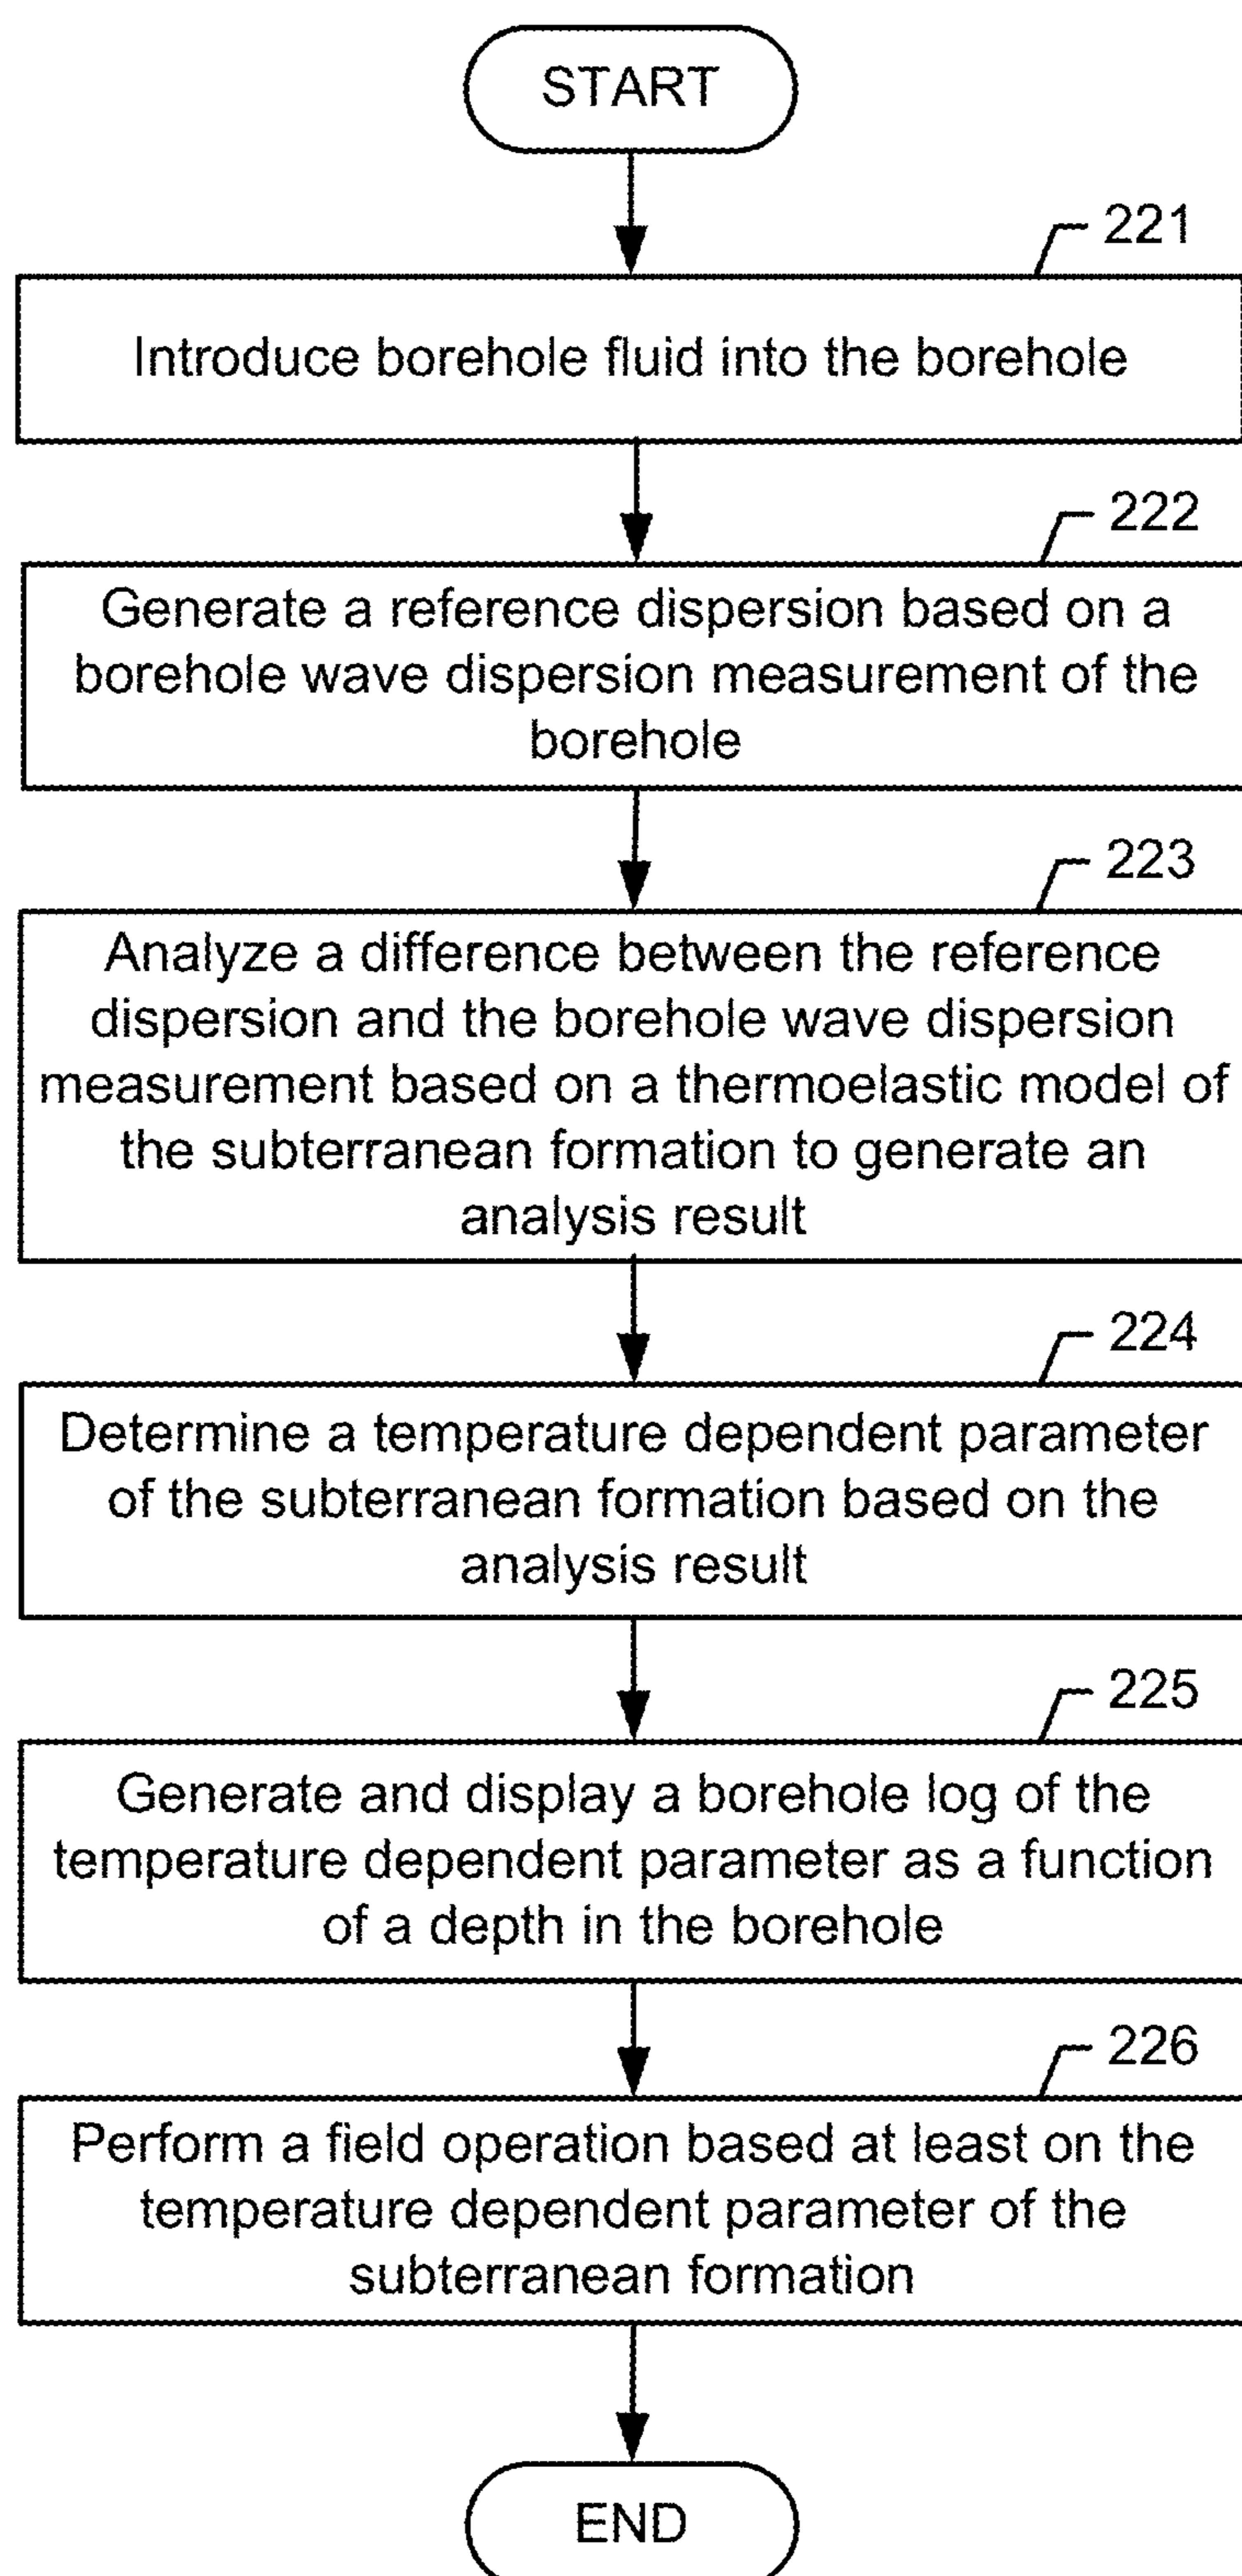 START
221
Introduce borehole fluid into the borehole
222
Generate a reference dispersion based on a
borehole wave dispersion measurement of the
borehole
223
Analyze a difference between the reference
dispersion and the borehole wave dispersion
measurement based on a thermoelastic model of
the subterranean formation to generate an
analysis result
224
Determine a temperature dependent parameter
of the subterranean formation based on the
analysis result
225
Generate and display a borehole log of the
temperature dependent parameter as a function
of a depth in the borehole
226
Perform a field operation based at least on the
temperature dependent parameter of the
subterranean formation
END